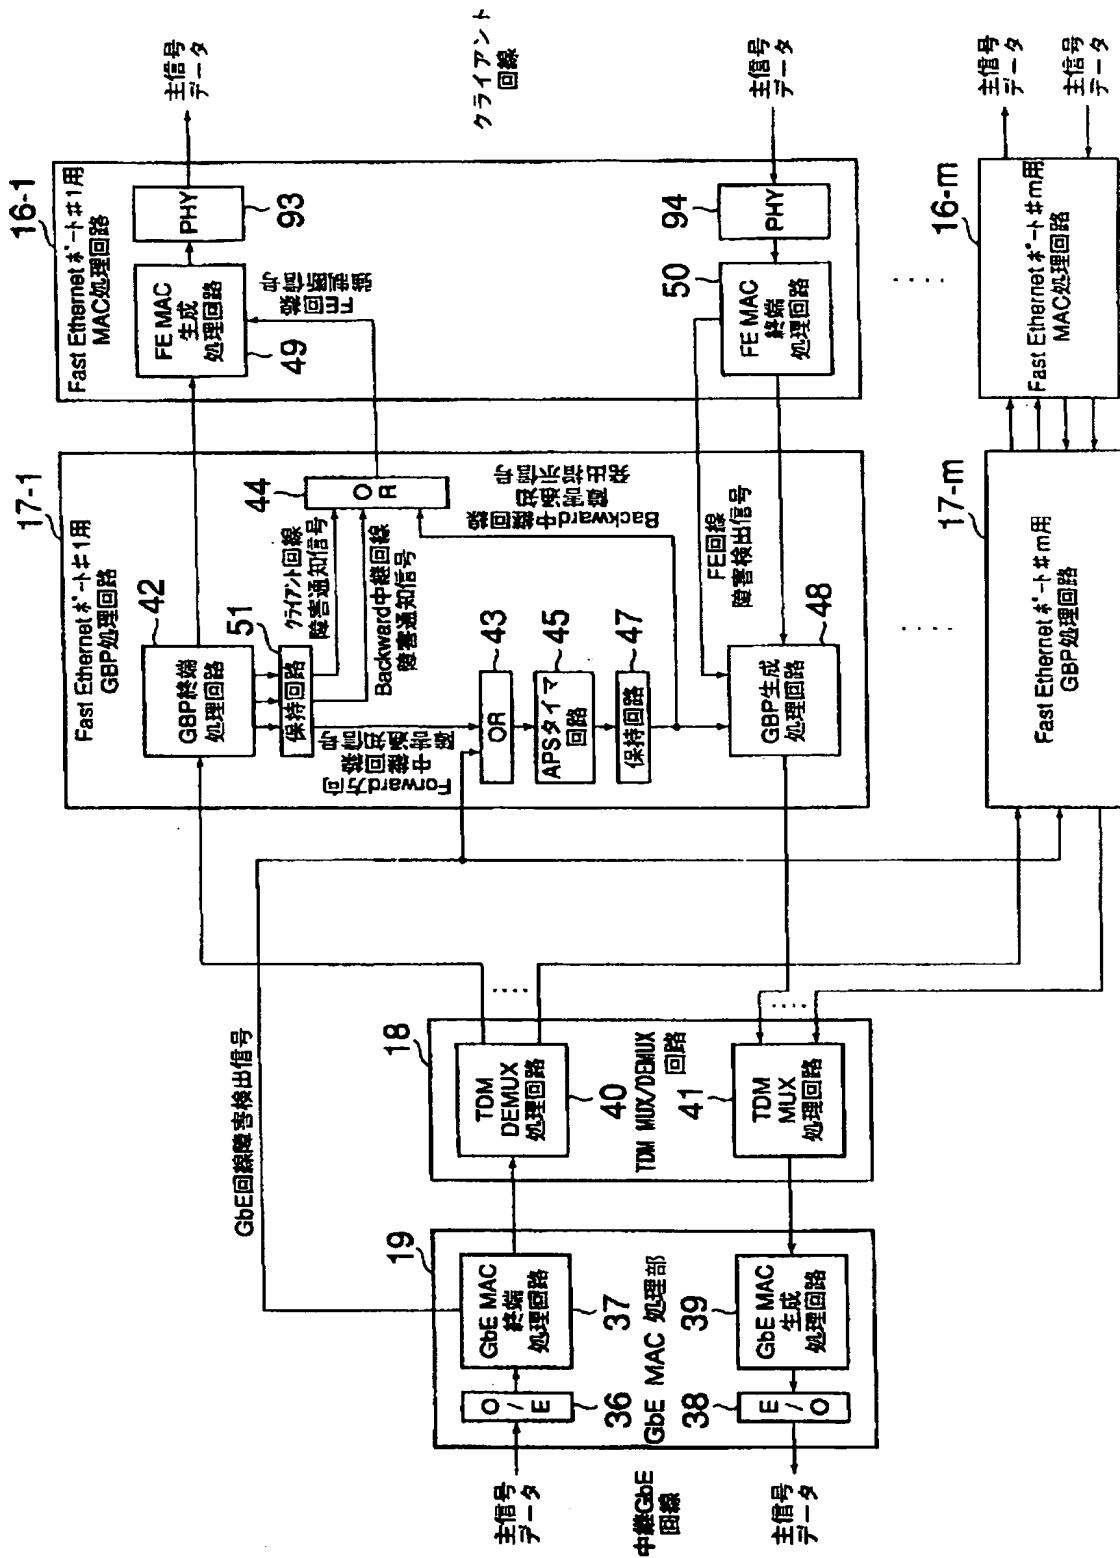 中継GbE
回線
主信号
データ
主信号
データ
19
O/E
36
GbE MAC
終端
処理回路
37
GbE MAC 処理部
E/O
38
GbE MAC
生成
処理回路
39
GbE回線障害検出信号
18
TDM
DEMUX
処理回路
40
TDM MUX/DEMUX
回路
41
TDM
MUX
処理回路
‥‥
‥‥
17-1
Fast Ethernetポート#1用
GBP処理回路
42
GBP終端
処理回路
51
保持回路
クライアント回線
障害通知信号
Backward中継回線
障害通知信号
Forward方向
中継回線
障害通知
信号
43
OR
45
APSタイマ
回路
47
保持回路
44
OR
Backward中継回線
障害通知
発出指示信号
FE回線
障害検出信号
48
GBP生成
処理回路
16-1
Fast Ethernetポート#1用
MAC処理回路
FE MAC
生成
処理回路
49
PHY
93
FE回線
強制断
信号
50
FE MAC
終端
処理回路
94
PHY
主信号
データ
クライアント
回線
主信号
データ
‥‥
‥‥
17-m
Fast Ethernetポート#m用
GBP処理回路
16-m
Fast Ethernetポート#m用
MAC処理回路
主信号
データ
主信号
データ